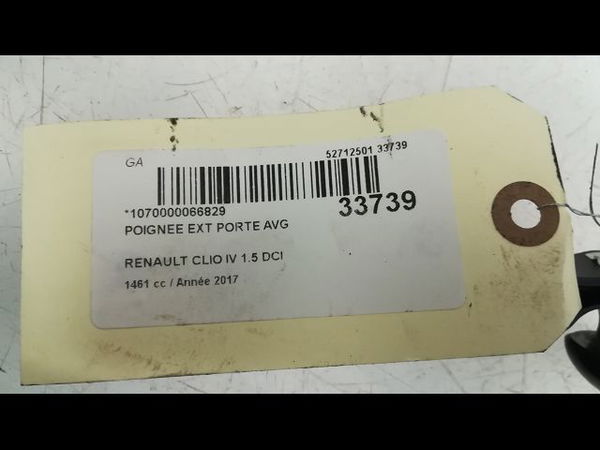 GA
52712501 33739
*1070000066829
33739
POIGNEE EXT PORTE AVG
RENAULT CLIO IV 1.5 DCI
1461 cc / Année 2017